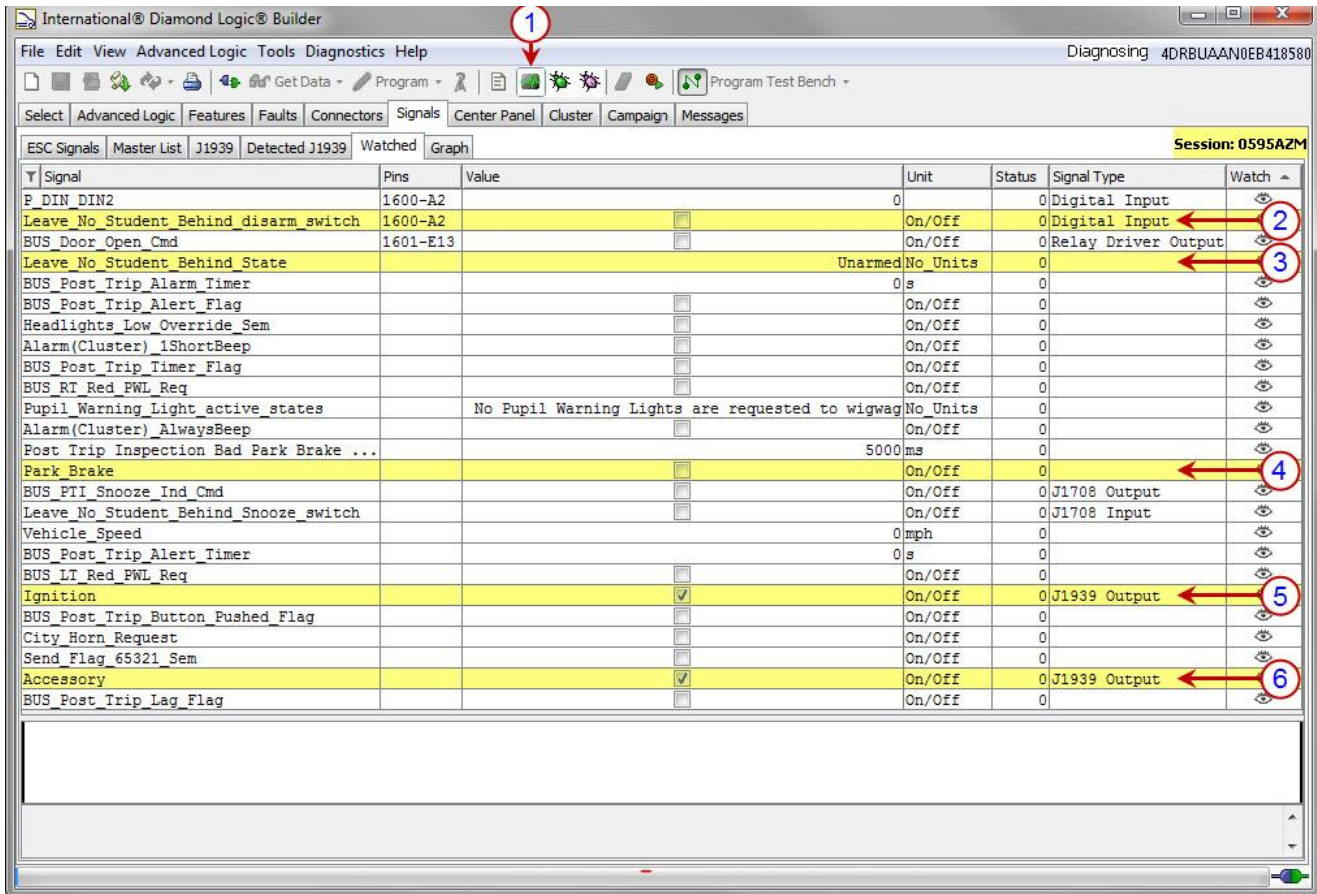 International® Diamond Logic® Builder
1
File Edit View Advanced Logic Tools Diagnostics Help Diagnosing 4DRBUAAN0EB418580
Get Data Program Program Test Bench
Select Advanced Logic Features Faults Connectors Signals Center Panel Cluster Campaign Messages
ESC Signals Master List J1939 Detected J1939 Watched Graph Session: 0595AZM
Signal Pins Value Unit Status Signal Type Watch
P_DIN_DIN2 1600-A2 0 0 Digital Input
Leave_No_Student_Behind_disarm_switch 1600-A2 On/Off 0 Digital Input 2
BUS_Door_Open_Cmd 1601-E13 On/Off 0 Relay Driver Output
Leave_No_Student_Behind_State Unarmed No_Units 0 3
BUS_Post_Trip_Alarm_Timer 0 s 0
BUS_Post_Trip_Alert_Flag On/Off 0
Headlights_Low_Override_Sem On/Off 0
Alarm(Cluster)_1ShortBeep On/Off 0
BUS_Post_Trip_Timer_Flag On/Off 0
BUS_RT_Red_PWL_Req On/Off 0
Pupil_Warning_Light_active_states No Pupil Warning Lights are requested to wigwag No_Units 0
Alarm(Cluster)_AlwaysBeep On/Off 0
Post Trip Inspection Bad Park Brake ... 5000 ms 0
Park_Brake On/Off 0 4
BUS_PTI_Snooze_Ind_Cmd On/Off 0 J1708 Output
Leave_No_Student_Behind_Snooze_switch On/Off 0 J1708 Input
Vehicle_Speed 0 mph 0
BUS_Post_Trip_Alert_Timer 0 s 0
BUS_LT_Red_PWL_Req On/Off 0
Ignition On/Off 0 J1939 Output 5
BUS_Post_Trip_Button_Pushed_Flag On/Off 0
City_Horn_Request On/Off 0
Send_Flag_65321_Sem On/Off 0
Accessory On/Off 0 J1939 Output 6
BUS_Post_Trip_Lag_Flag On/Off 0